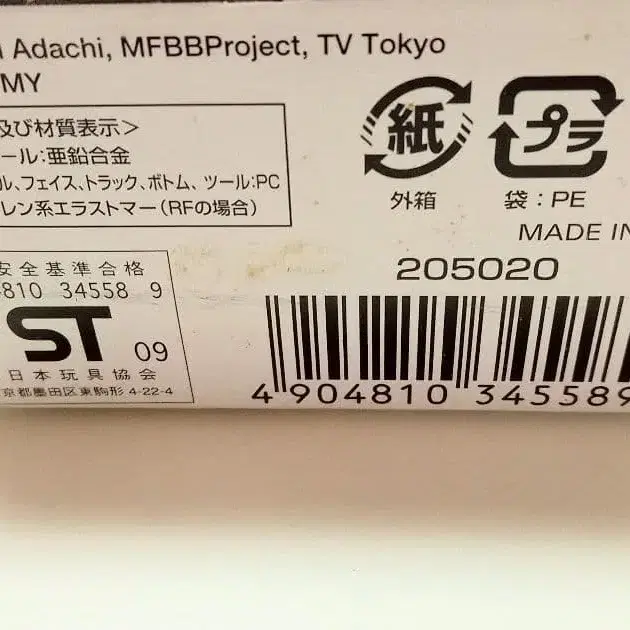 Adachi, MFBBProject, TV Tokyo
MY
及び材質表示>
ール:亜鉛合金
ル、フェイス、トラック、ボトム、ツール:PC
レン系エラストマー(RFの場合)
紙
外箱
プラ
袋:PE
MADE IN
205020
安全基準合格
810 34558 9
ST 09
日本玩具協会
京都墨田区東駒形 4-22-4
4 904810 345589